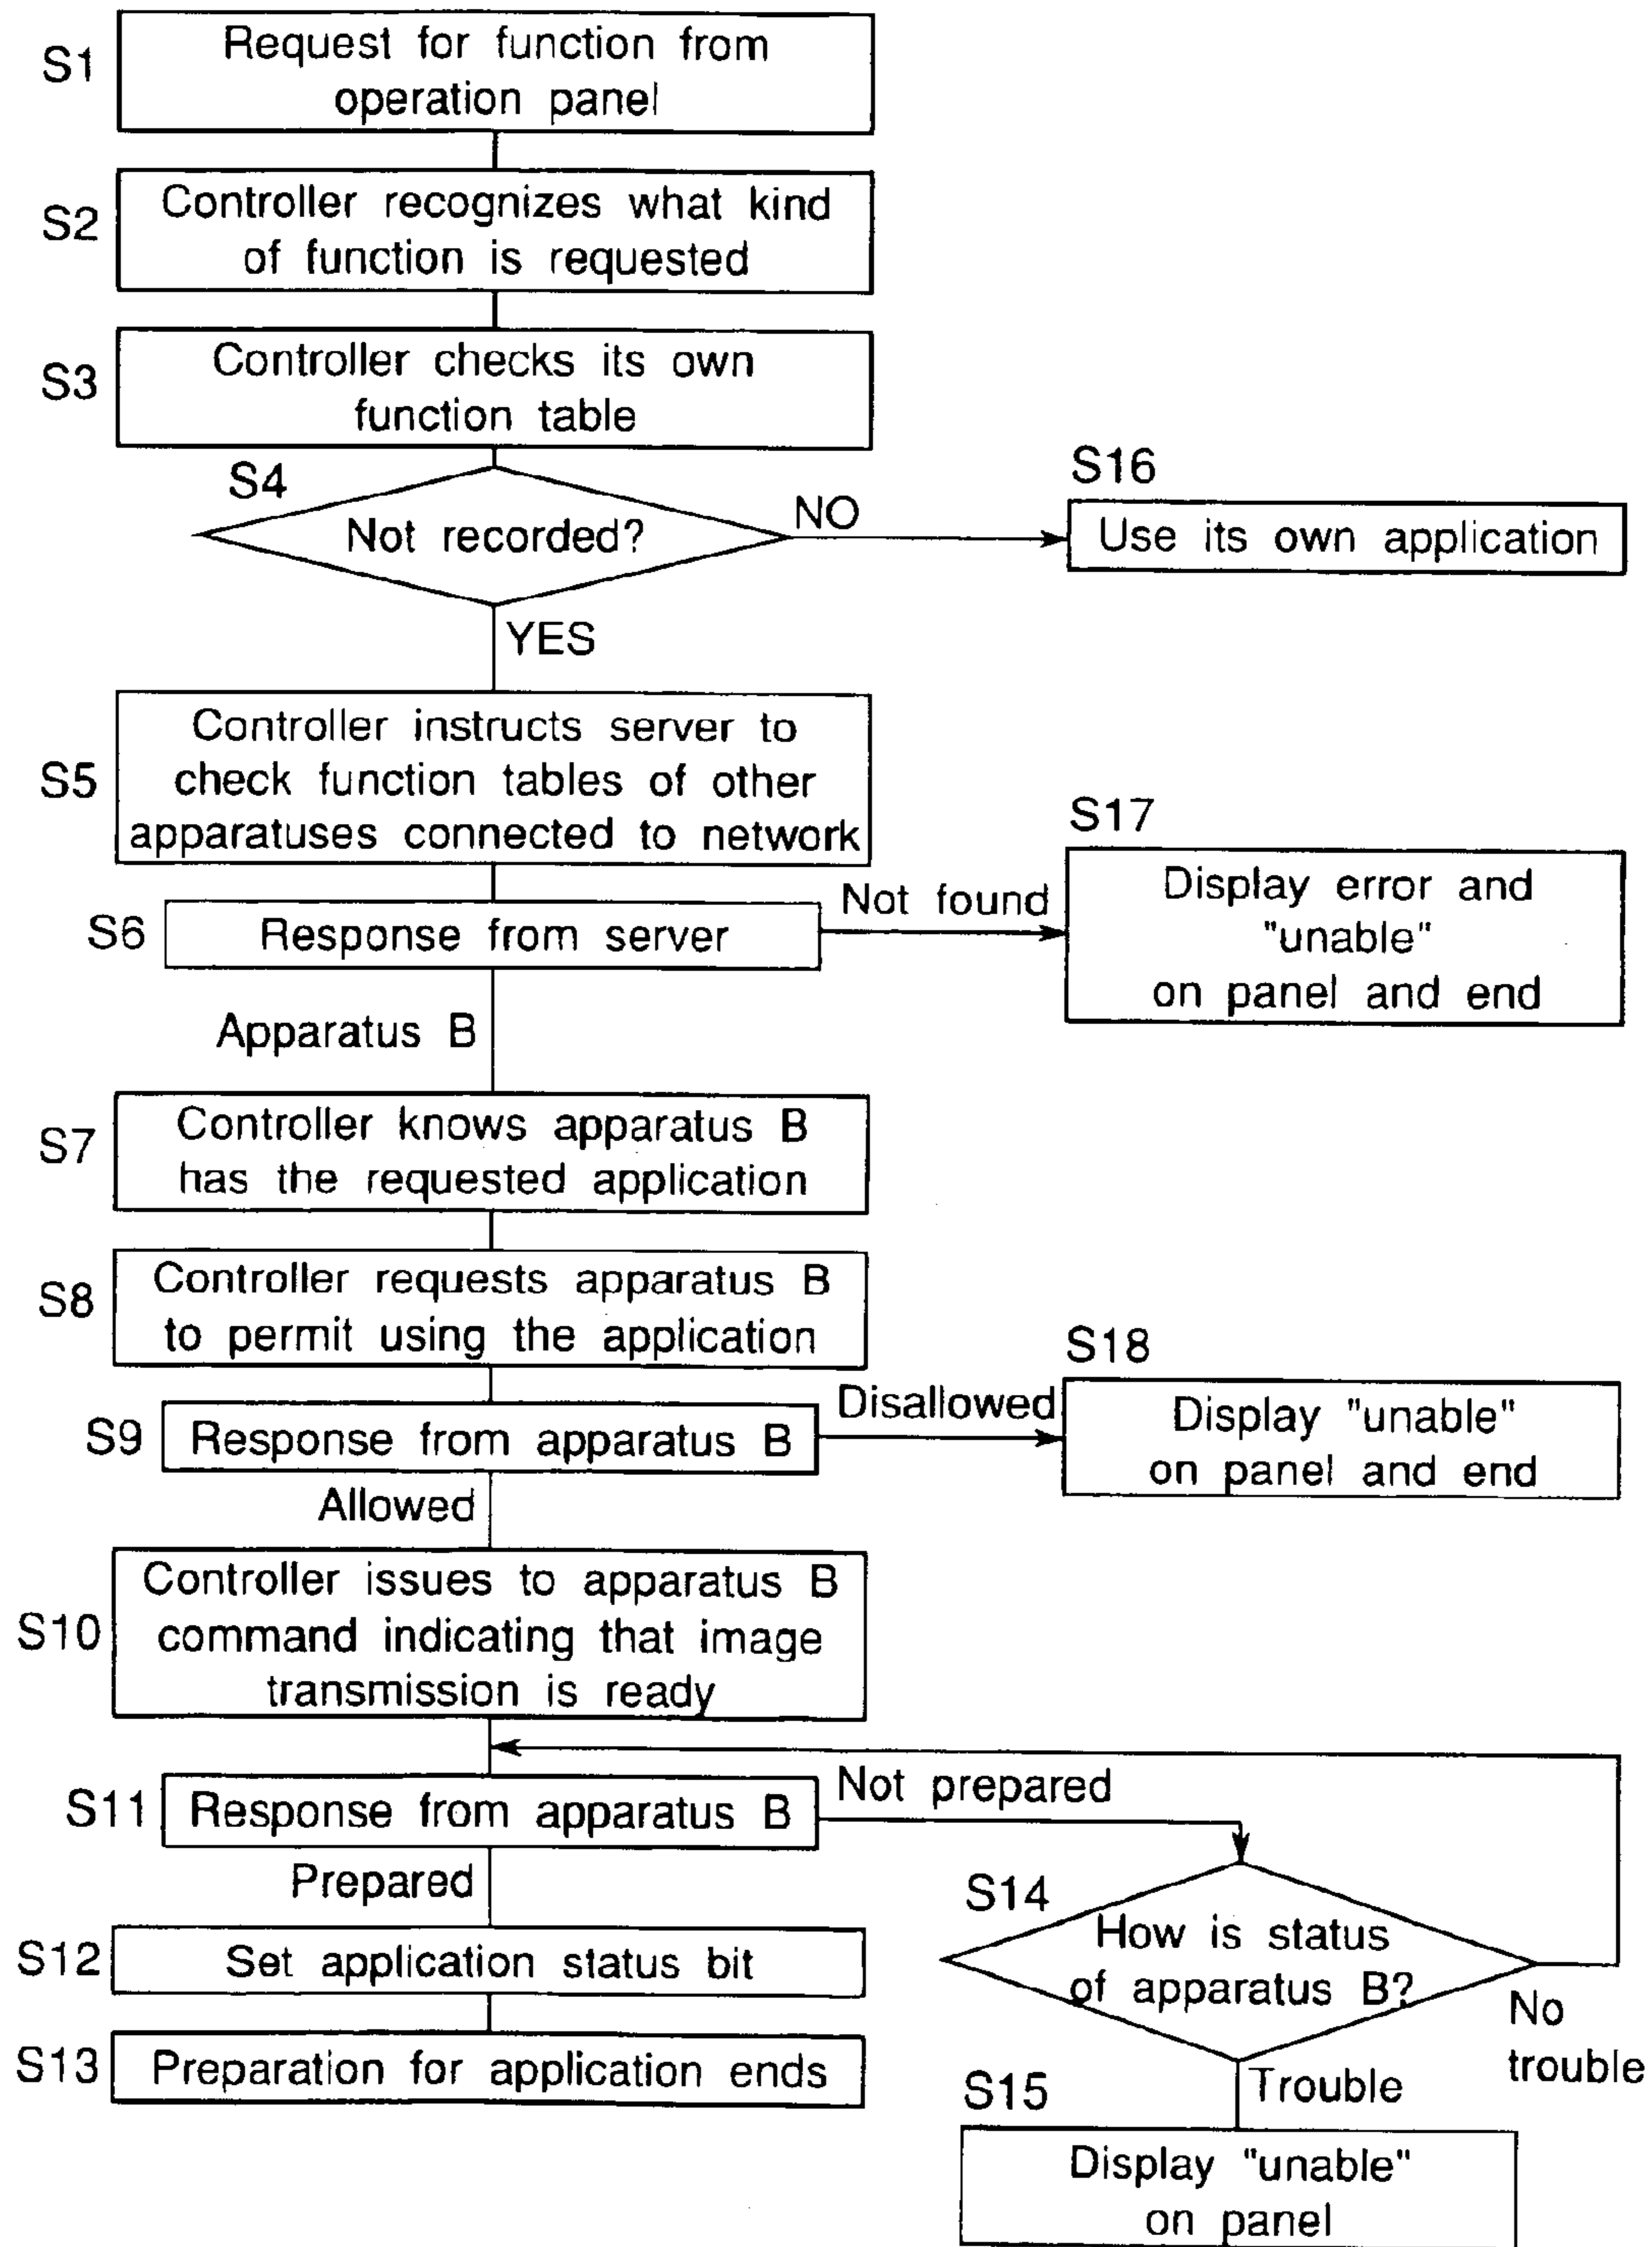 S1
Request for function from
operation panel
S2
Controller recognizes what kind
of function is requested
S3
Controller checks its own
function table
S4
Not recorded?
NO
S16
Use its own application
YES
S5
Controller instructs server to
check function tables of other
apparatuses connected to network
S6
Response from server
Not found
S17
Display error and
"unable"
on panel and end
Apparatus B
S7
Controller knows apparatus B
has the requested application
S8
Controller requests apparatus B
to permit using the application
S9
Response from apparatus B
Disallowed
S18
Display "unable"
on panel and end
Allowed
S10
Controller issues to apparatus B
command indicating that image
transmission is ready
S11
Response from apparatus B
Not prepared
Prepared
S14
How is status
of apparatus B?
No
trouble
S12
Set application status bit
S13
Preparation for application ends
Trouble
S15
Display "unable"
on panel